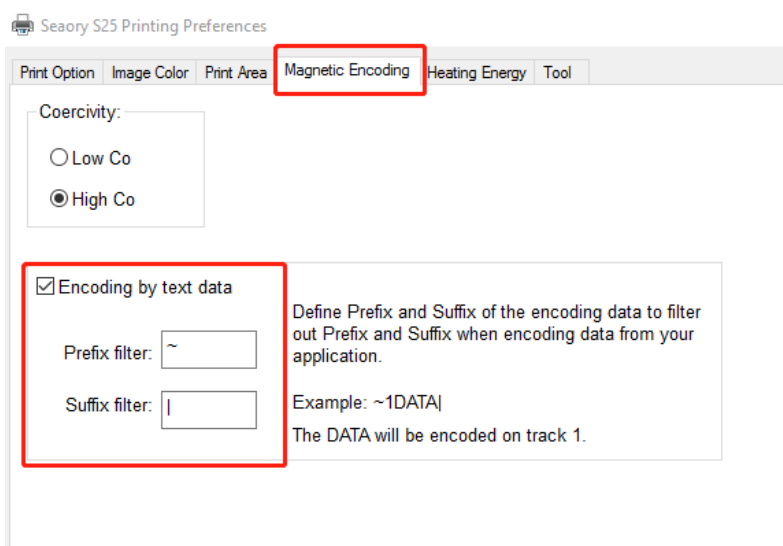 Seaory S25 Printing Preferences
Print Option Image Color Print Area Magnetic Encoding Heating Energy Tool
Coercivity:
Low Co
High Co
Encoding by text data
Prefix filter: ~
Suffix filter: |
Define Prefix and Suffix of the encoding data to filter
out Prefix and Suffix when encoding data from your
application.
Example: ~1DATA|
The DATA will be encoded on track 1.